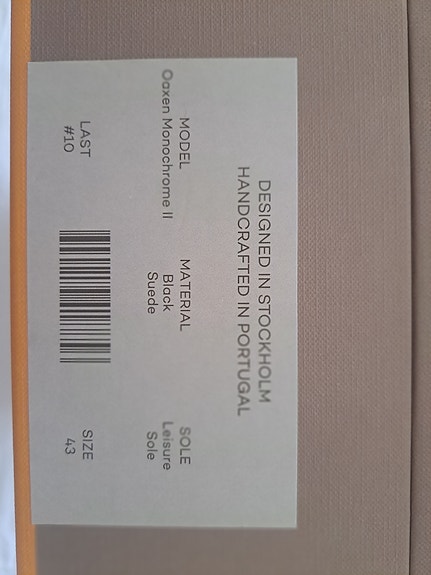 DESIGNED IN STOCKHOLM
HANDCRAFTED IN PORTUGAL
MODEL
Oaxen Monochrome II
MATERIAL
Black
Suede
SOLE
Leisure
Sole
LAST
#10
SIZE
43